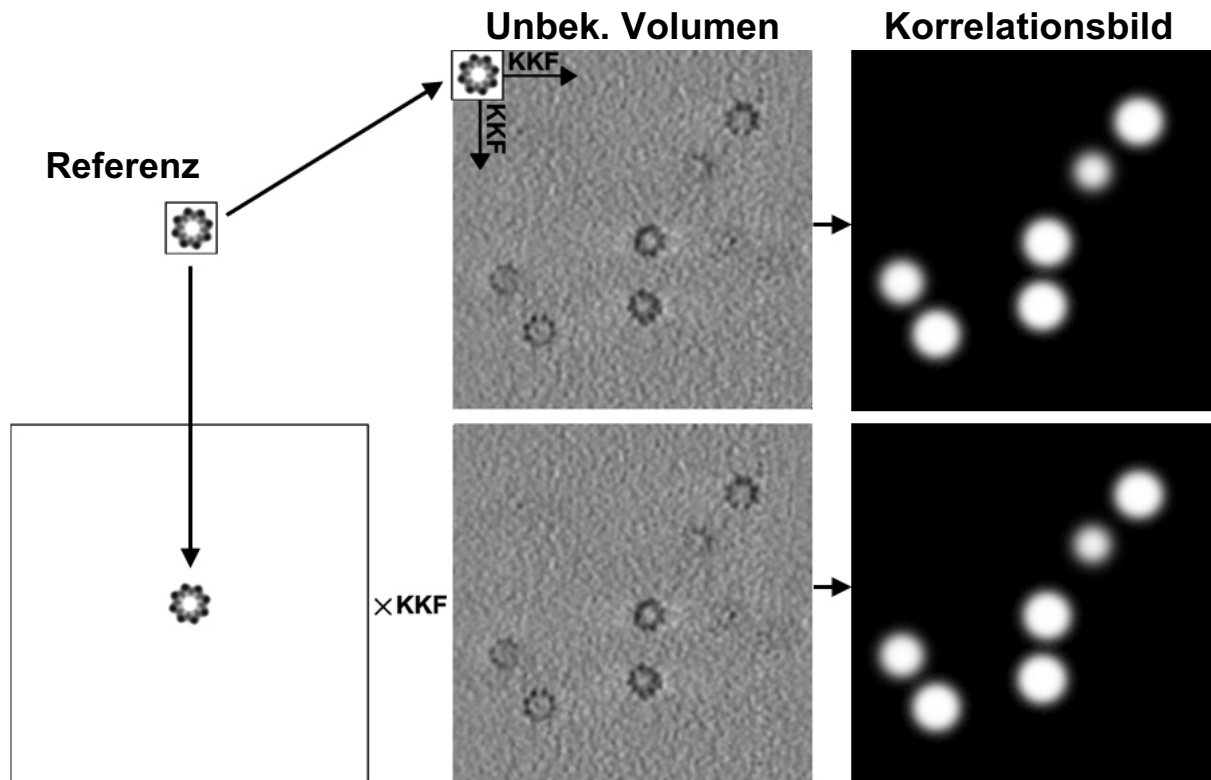 Unbek. Volumen
Korrelationsbild
KKF
KKF
Referenz
×KKF